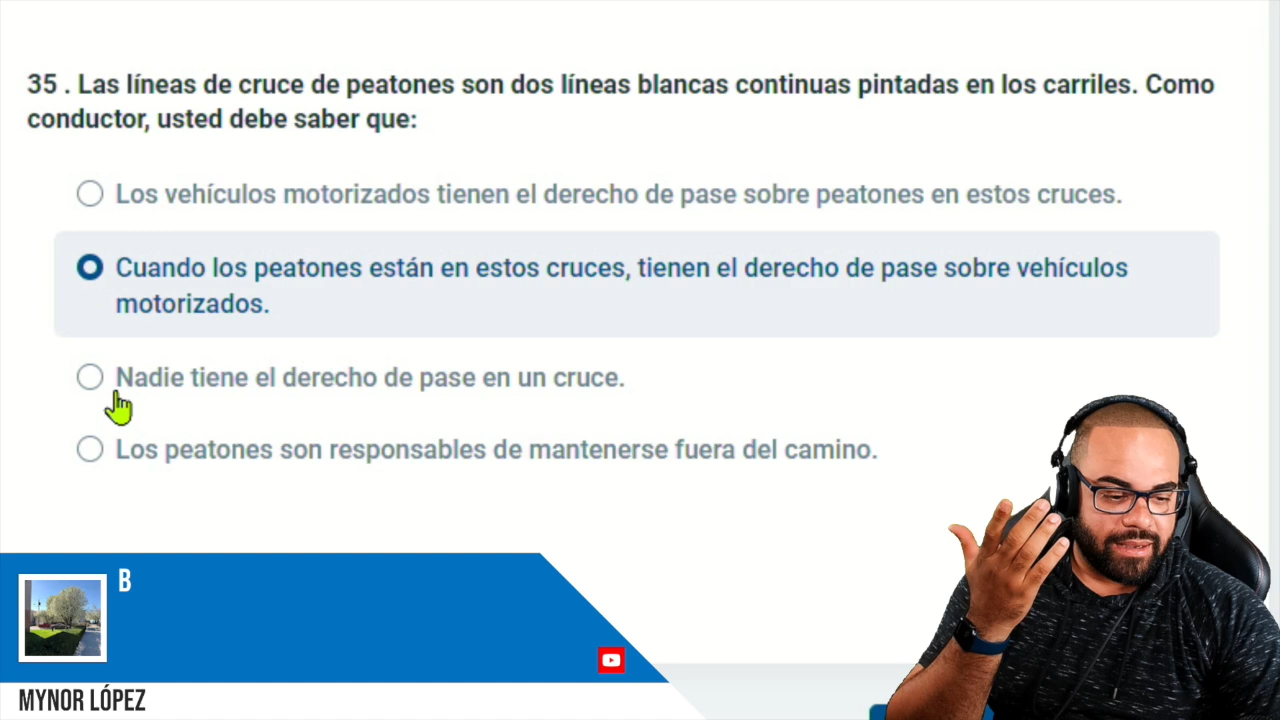 35 . Las líneas de cruce de peatones son dos líneas blancas continuas pintadas en los carriles. Como
conductor, usted debe saber que:
Los vehículos motorizados tienen el derecho de pase sobre peatones en estos cruces.
Cuando los peatones están en estos cruces, tienen el derecho de pase sobre vehículos
motorizados.
Nadie tiene el derecho de pase en un cruce.
Los peatones son responsables de mantenerse fuera del camino.
B
MYNOR LÓPEZ